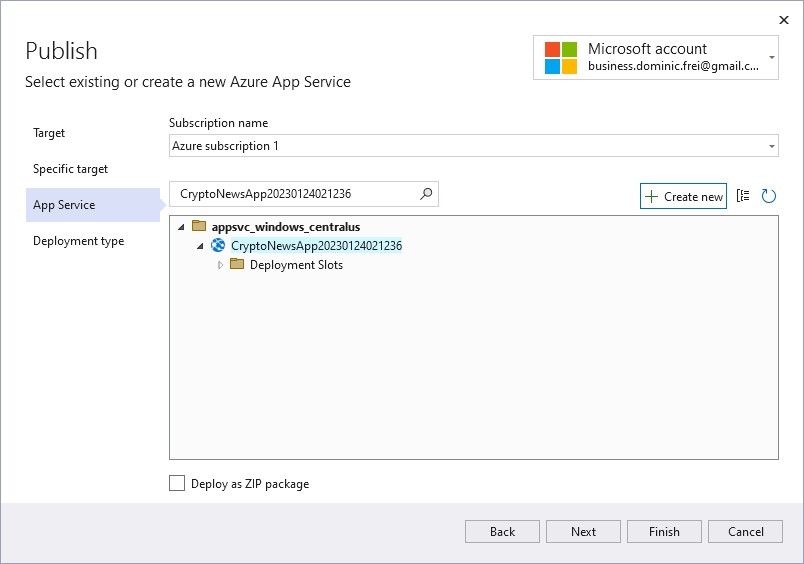 Publish
Select existing or create a new Azure App Service
Microsoft account
business.dominic.frei@gmail.c...
Target
Specific target
App Service
Deployment type
Subscription name
Azure subscription 1
CryptoNewsApp20230124021236
Create new
appsvc_windows_centralus
CryptoNewsApp20230124021236
Deployment Slots
Deploy as ZIP package
Back
Next
Finish
Cancel